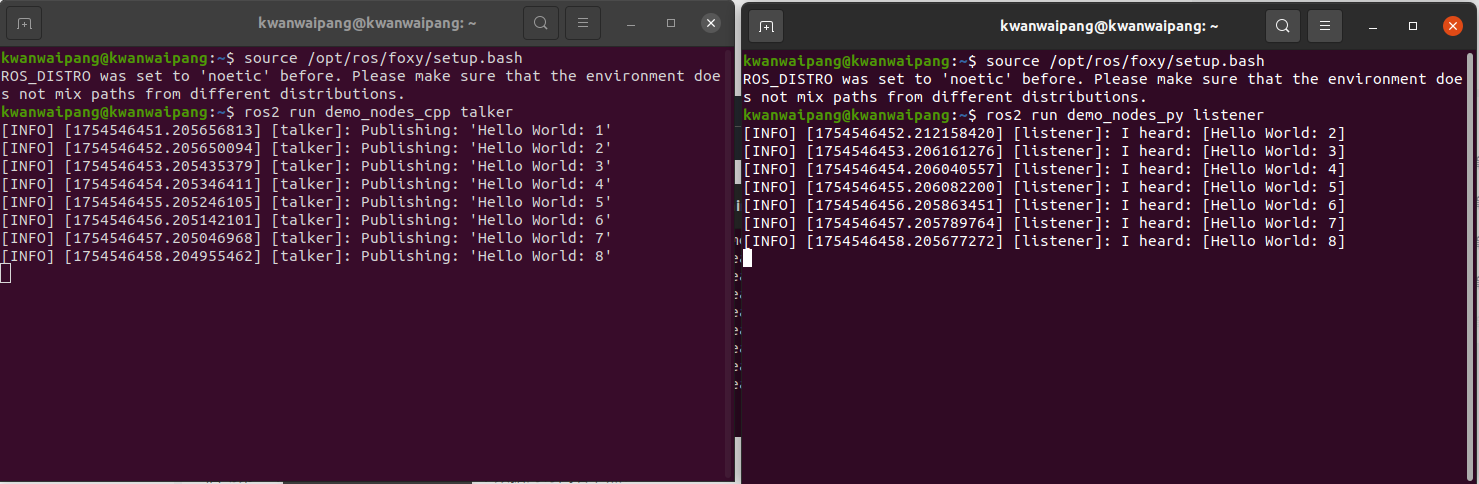 kwanwaipang@kwanwaipang: ~
kwanwaipang@kwanwaipang:~$ source /opt/ros/foxy/setup.bash
ROS_DISTRO was set to 'noetic' before. Please make sure that the environment doe
s not mix paths from different distributions.
kwanwaipang@kwanwaipang:~$ ros2 run demo_nodes_cpp talker
[INFO] [1754546451.205656813] [talker]: Publishing: 'Hello World: 1'
[INFO] [1754546452.205650094] [talker]: Publishing: 'Hello World: 2'
[INFO] [1754546453.205435379] [talker]: Publishing: 'Hello World: 3'
[INFO] [1754546454.205346411] [talker]: Publishing: 'Hello World: 4'
[INFO] [1754546455.205246105] [talker]: Publishing: 'Hello World: 5'
[INFO] [1754546456.205142101] [talker]: Publishing: 'Hello World: 6'
[INFO] [1754546457.205046968] [talker]: Publishing: 'Hello World: 7'
[INFO] [1754546458.204955462] [talker]: Publishing: 'Hello World: 8'
kwanwaipang@kwanwaipang: ~
kwanwaipang@kwanwaipang:~$ source /opt/ros/foxy/setup.bash
ROS_DISTRO was set to 'noetic' before. Please make sure that the environment doe
s not mix paths from different distributions.
kwanwaipang@kwanwaipang:~$ ros2 run demo_nodes_py listener
[INFO] [1754546452.212158420] [listener]: I heard: [Hello World: 2]
[INFO] [1754546453.206161276] [listener]: I heard: [Hello World: 3]
[INFO] [1754546454.206040557] [listener]: I heard: [Hello World: 4]
[INFO] [1754546455.206082200] [listener]: I heard: [Hello World: 5]
[INFO] [1754546456.205863451] [listener]: I heard: [Hello World: 6]
[INFO] [1754546457.205789764] [listener]: I heard: [Hello World: 7]
[INFO] [1754546458.205677272] [listener]: I heard: [Hello World: 8]